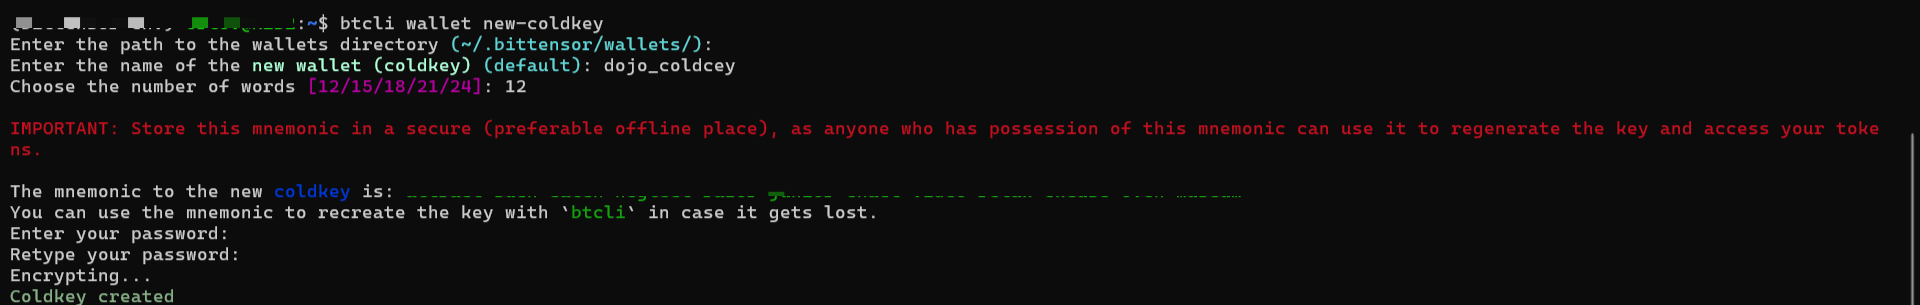 :~$ btcli wallet new-coldkey
Enter the path to the wallets directory (~/.bittensor/wallets/):
Enter the name of the new wallet (coldkey) (default): dojo_coldcey
Choose the number of words [12/15/18/21/24]: 12
IMPORTANT: Store this mnemonic in a secure (preferable offline place), as anyone who has possession of this mnemonic can use it to regenerate the key and access your toke
ns.
The mnemonic to the new coldkey is:
You can use the mnemonic to recreate the key with `btcli` in case it gets lost.
Enter your password:
Retype your password:
Encrypting...
Coldkey created